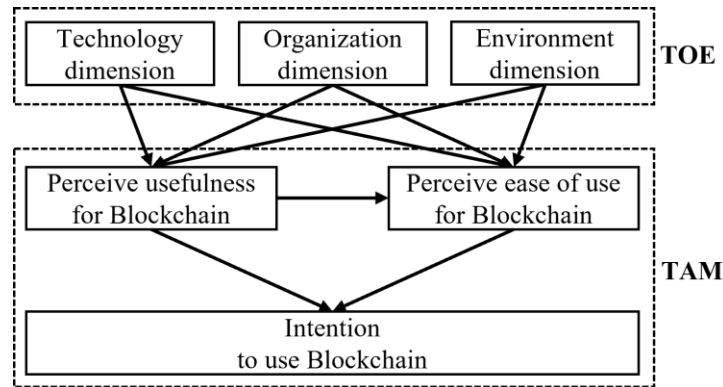 Technology
dimension
Organization
dimension
Environment
dimension
TOE
Perceive usefulness
for Blockchain
Perceive ease of use
for Blockchain
TAM
Intention
to use Blockchain